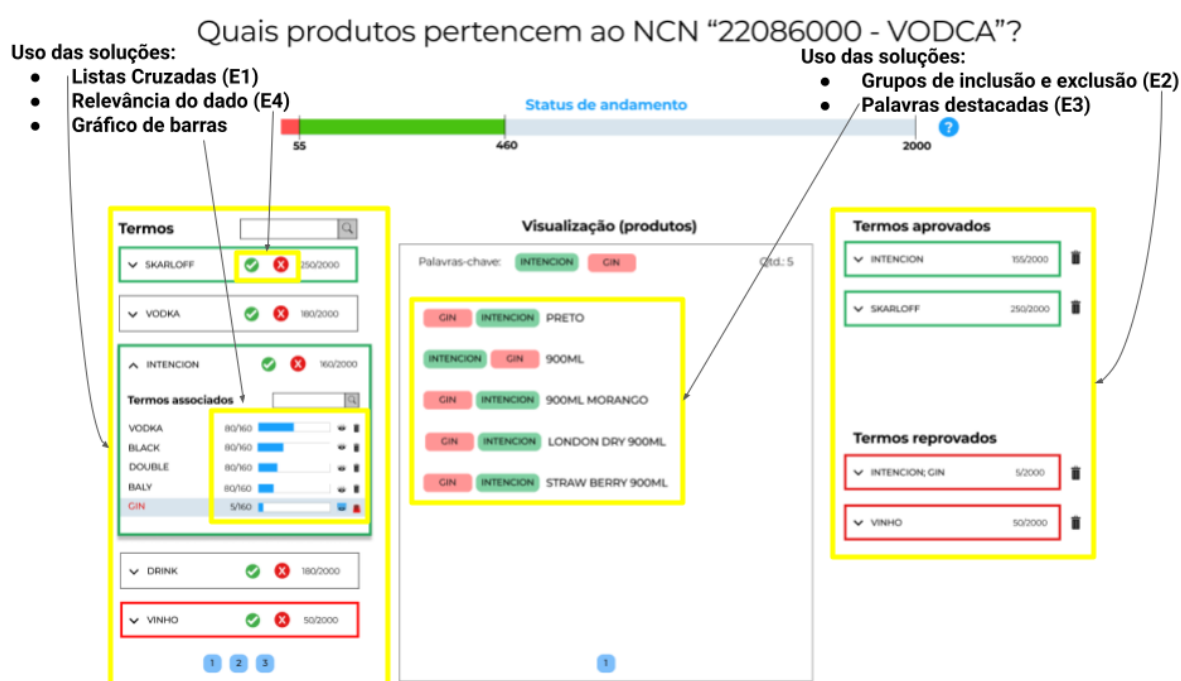 Quais produtos pertencem ao NCN “22086000 - VODCA”?
Uso das soluções:
● Listas Cruzadas (E1)
● Relevância do dado (E4)
● Gráfico de barras
Uso das soluções:
● Grupos de inclusão e exclusão (E2)
● Palavras destacadas (E3)
Status de andamento
?
55
460
2000
Termos
SKARLOFF 250/2000
VODKA 180/2000
INTENCION 160/2000
Termos associados
VODKA 80/160
BLACK 80/160
DOUBLE 80/160
BALY 80/160
GIN 5/160
DRINK 180/2000
VINHO 50/2000
1 2 3
Visualização (produtos)
Palavras-chave: INTENCION GIN Qtd.: 5
GIN INTENCION PRETO
INTENCION GIN 900ML
GIN INTENCION 900ML MORANGO
GIN INTENCION LONDON DRY 900ML
GIN INTENCION STRAW BERRY 900ML
1
Termos aprovados
INTENCION 155/2000
SKARLOFF 250/2000
Termos reprovados
INTENCION; GIN 5/2000
VINHO 50/2000